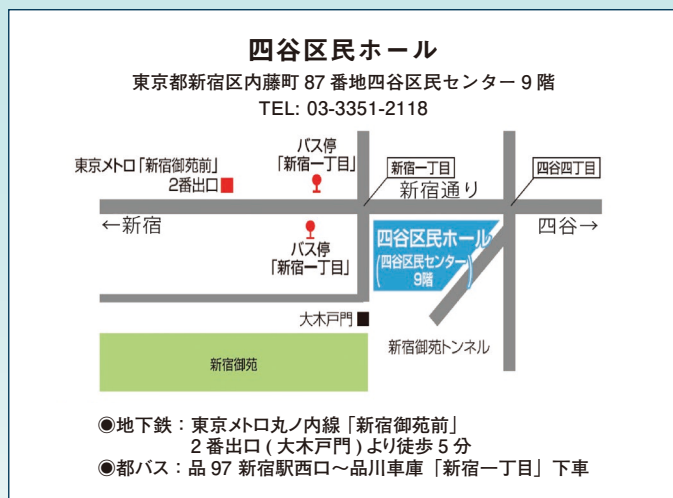 四谷区民ホール
東京都新宿区内藤町 87 番地四谷区民センター 9 階
TEL: 03-3351-2118
バス停
「新宿一丁目」
東京メトロ「新宿御苑前」
2番出口
新宿一丁目
四谷四丁目
新宿通り
←新宿
四谷→
バス停
「新宿一丁目」
四谷区民ホール
(四谷区民センター)
9階
大木戸門
新宿御苑トンネル
新宿御苑
◉地下鉄：東京メトロ丸ノ内線「新宿御苑前」
2 番出口 ( 大木戸門 ) より徒歩 5 分
◉都バス：品 97 新宿駅西口～品川車庫「新宿一丁目」下車